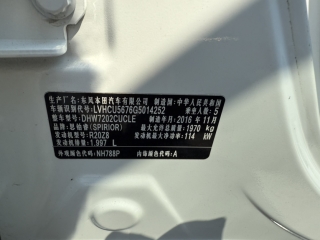 生产厂名：东风本田汽车有限公司 制造国：中华人民共和国
车辆识别代号：LVHCU5676G5014252 乘坐人数：5
整车型号：DHW7202CUCLE 制造年月：2016 年 11月
品牌：思铂睿(SPIRIOR) 最大允许总质量：1970 kg
发动机型号：R20Z8 发动机最大净功率：114 kW
发动机排量：1.997 L
外观颜色代码：NH788P 内饰颜色代码：A